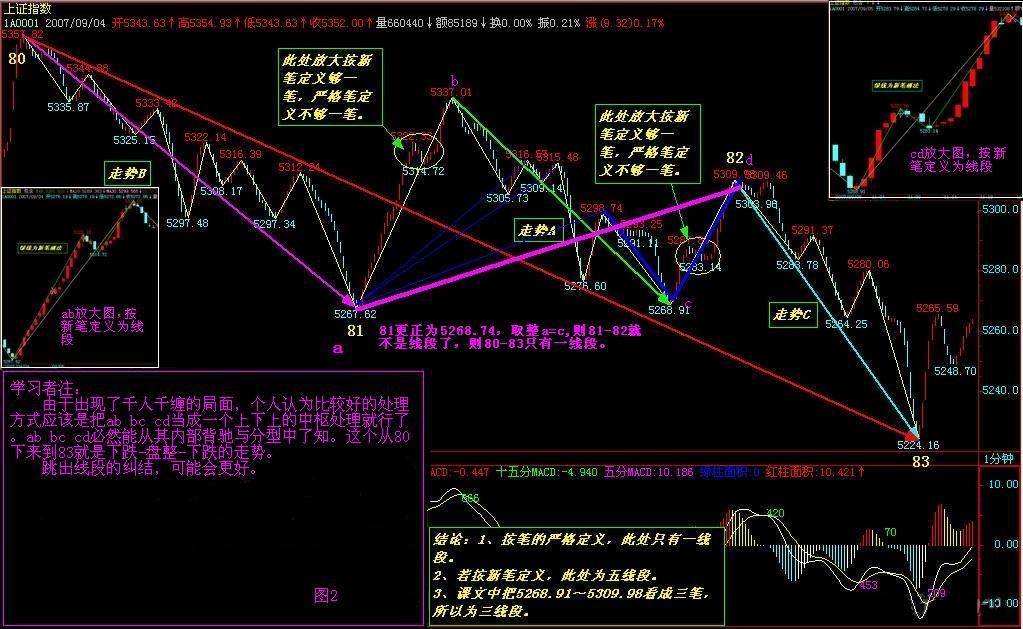 上证指数
1A0001 2007/09/04 开5343.63↑高5354.93↑低5343.63↑收5352.00↑量660440↓额85189↓换0.00% 振0.21% 涨(9.32)0.17%
5357.82
80
5344.88
5335.87
5333.42
5325.15
5322.14
5316.39
5312.24
5308.17
5297.48
5297.34
走势B
此处放大按新
笔定义够一
笔，严格笔定
义不够一笔。
5314.72
b
5337.01
5316.57
5315.48
5309.14
5305.73
走势A
此处放大按新
笔定义够一
笔，严格笔定
义不够一笔。
82
d
5309.98
5309.46
5303.98
5298.74
5293.25
5291.11
5283.14
5276.60
5268.91
c
5291.37
5283.78
5280.06
走势C
5264.25
5265.59
5248.70
5224.16
83
5267.62
81
a
81更正为5268.74，取整a=c,则81-82就
不是线段了，则80-83只有一线段。
cd放大图，按新
笔定义为线段
ab放大图,按
新笔定义为线
段
5300.0
5280.0
5260.0
5240.0
1分钟
学习者注:
由于出现了千人千缠的局面，个人认为比较好的处理
方式应该是把ab bc cd当成一个上下上的中枢处理就行了
。ab bc cd必然能从其内部背驰与分型中了知。这个从80
下来到83就是下跌-盘整-下跌的走势。
跳出线段的纠结，可能会更好。
图2
ACD:-0.447 十五分MACD:-4.940 五分MACD:10.186 绿柱面积:0 红柱面积:10.421↑
666
420
70
453
209
10.00
0.00
-10.00
结论：1、按笔的严格定义，此处只有一线
段。
2、若按新笔定义，此处为五线段。
3、课文中把5268.91～5309.98看成三笔，
所以为三线段。